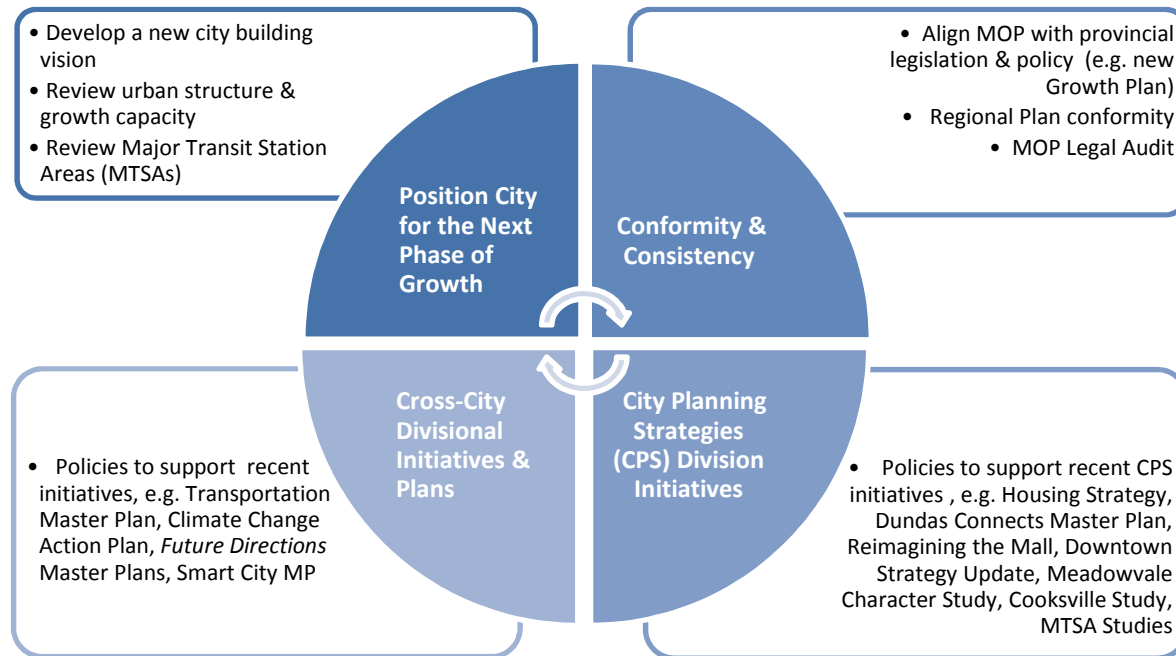 • Develop a new city building
vision
• Review urban structure &
growth capacity
• Review Major Transit Station
Areas (MTSAs)
• Align MOP with provincial
legislation & policy (e.g. new
Growth Plan)
• Regional Plan conformity
• MOP Legal Audit
Position City
for the Next
Phase of
Growth
Conformity &
Consistency
Cross-City
Divisional
Initiatives &
Plans
City Planning
Strategies
(CPS) Division
Initiatives
• Policies to support recent
initiatives, e.g. Transportation
Master Plan, Climate Change
Action Plan, Future Directions
Master Plans, Smart City MP
• Policies to support recent CPS
initiatives , e.g. Housing Strategy,
Dundas Connects Master Plan,
Reimagining the Mall, Downtown
Strategy Update, Meadowvale
Character Study, Cooksville Study,
MTSA Studies